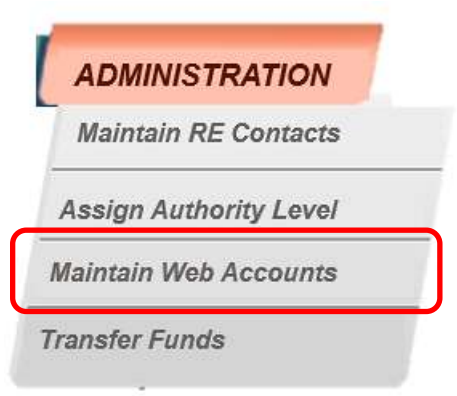 ADMINISTRATION
Maintain RE Contacts
Assign Authority Level
Maintain Web Accounts
Transfer Funds